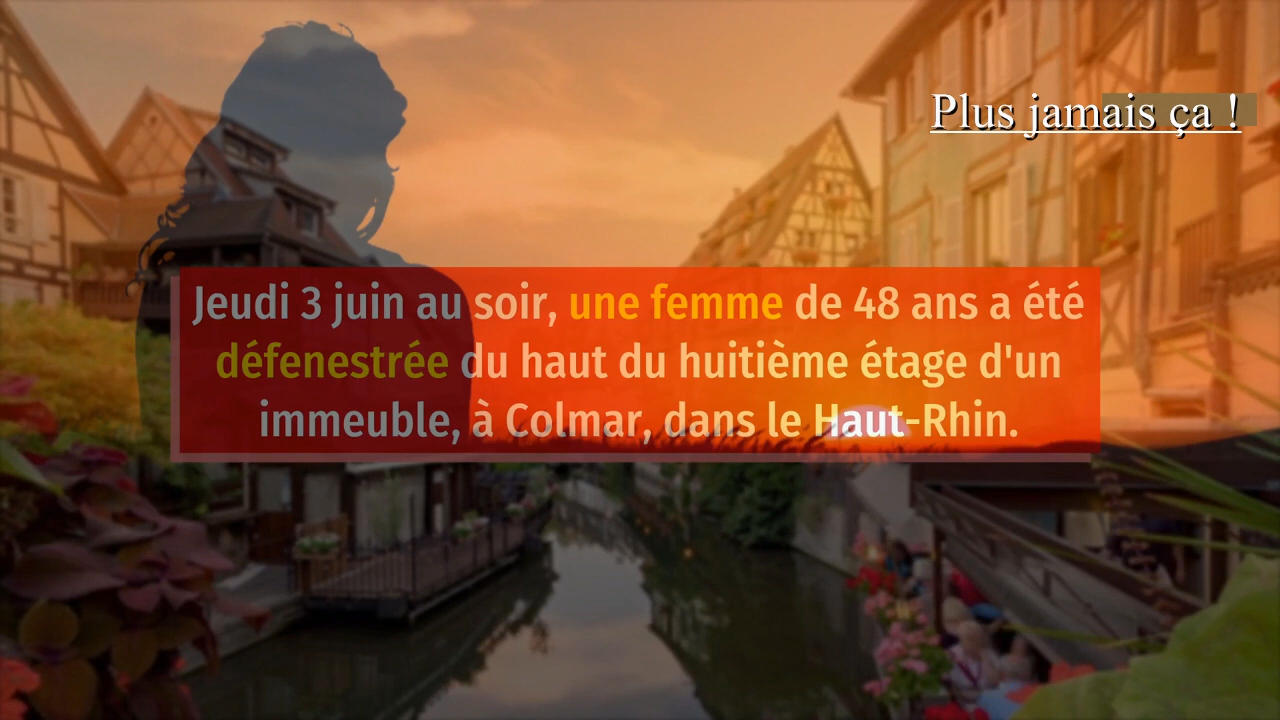 Plus jamais ça !
Jeudi 3 juin au soir, une femme de 48 ans a été
défenestrée du haut du huitième étage d'un
immeuble, à Colmar, dans le Haut-Rhin.